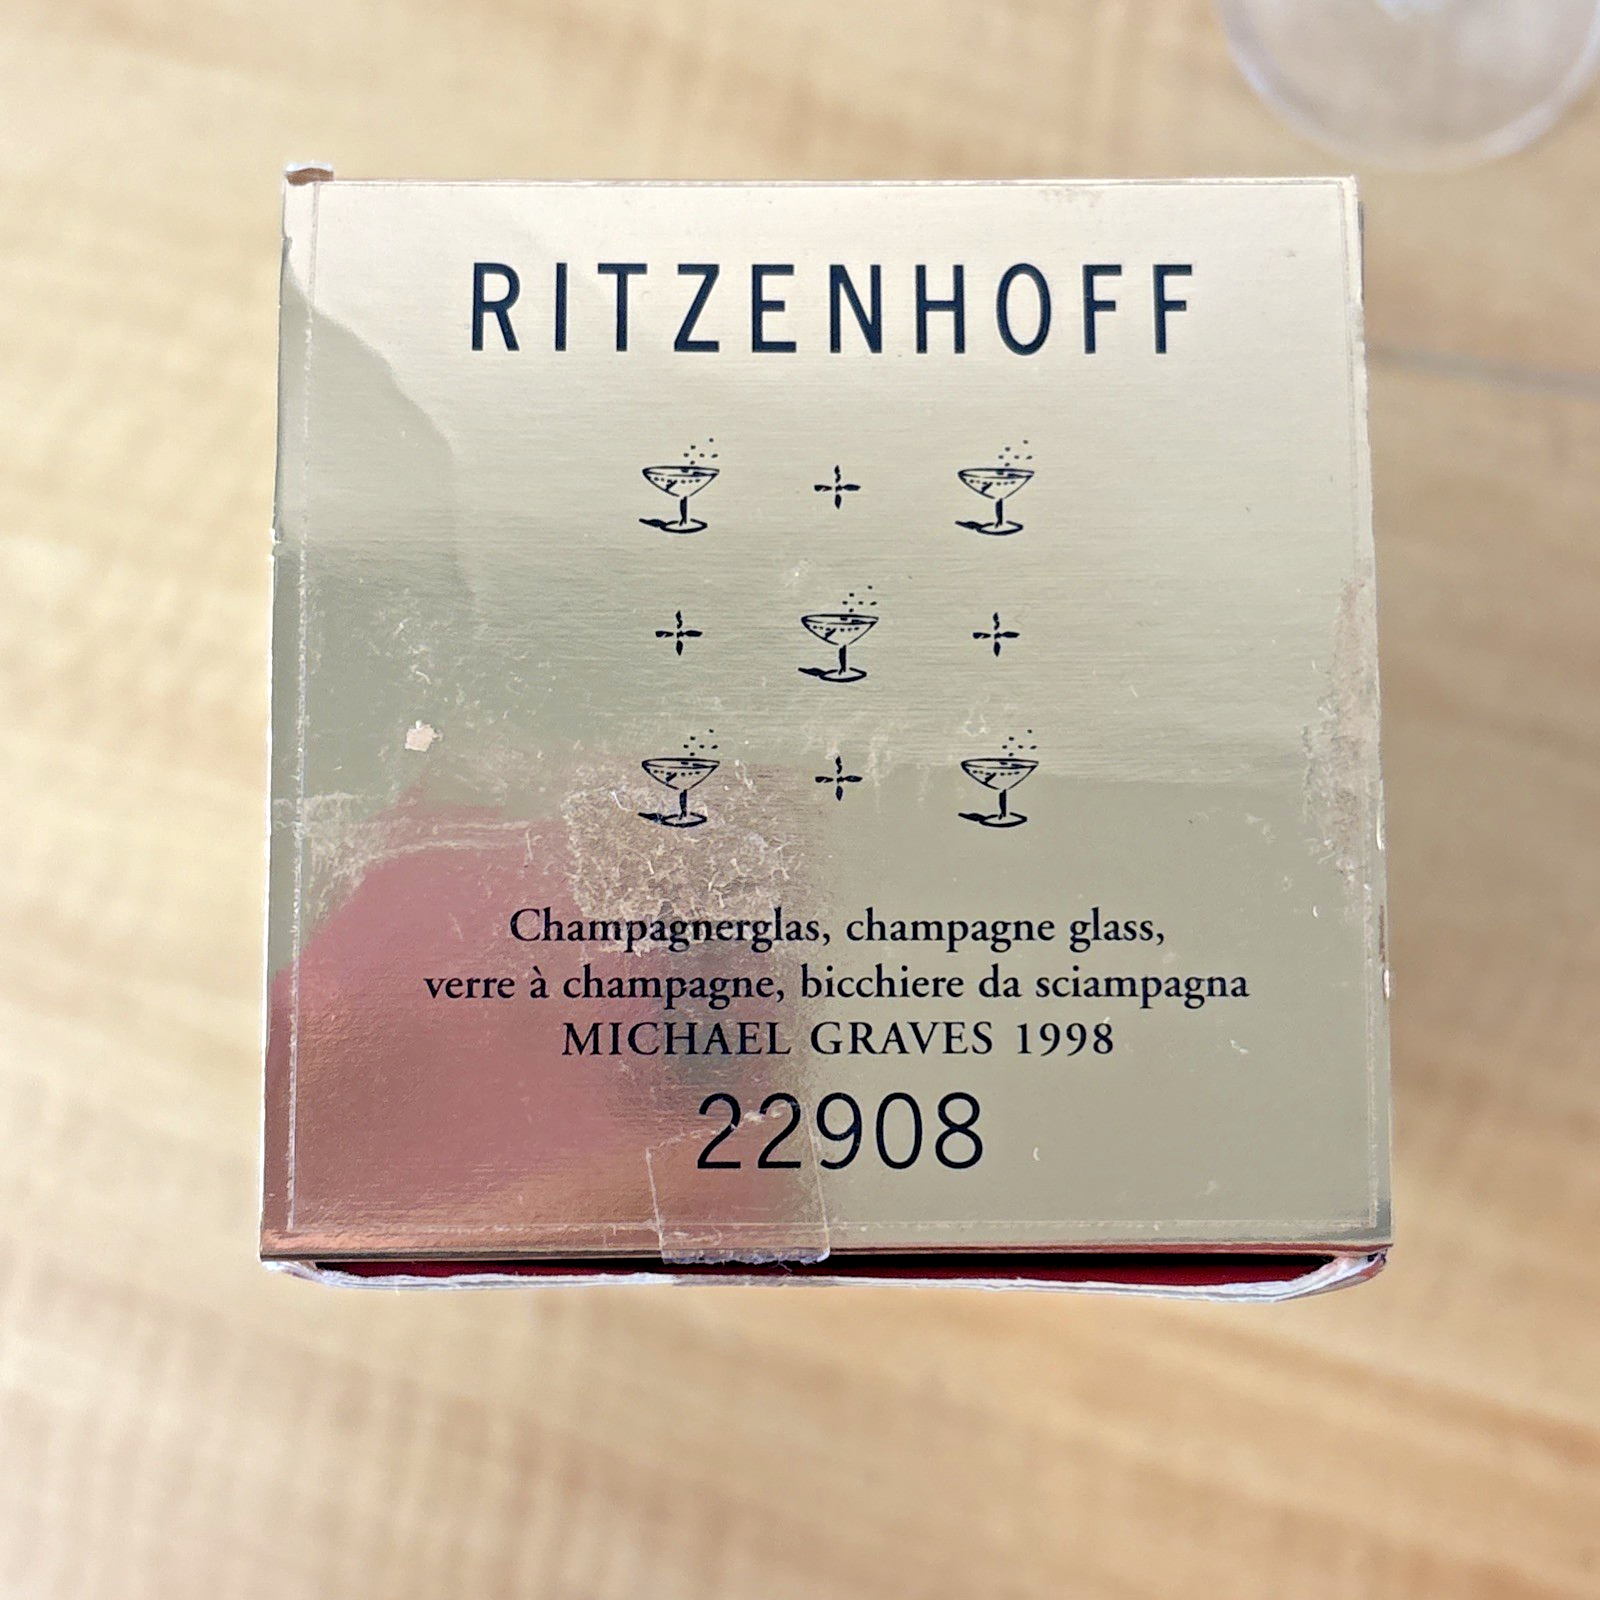 RITZENHOFF
Champagnerglas, champagne glass,
verre à champagne, bicchiere da sciampagna
MICHAEL GRAVES 1998
22908